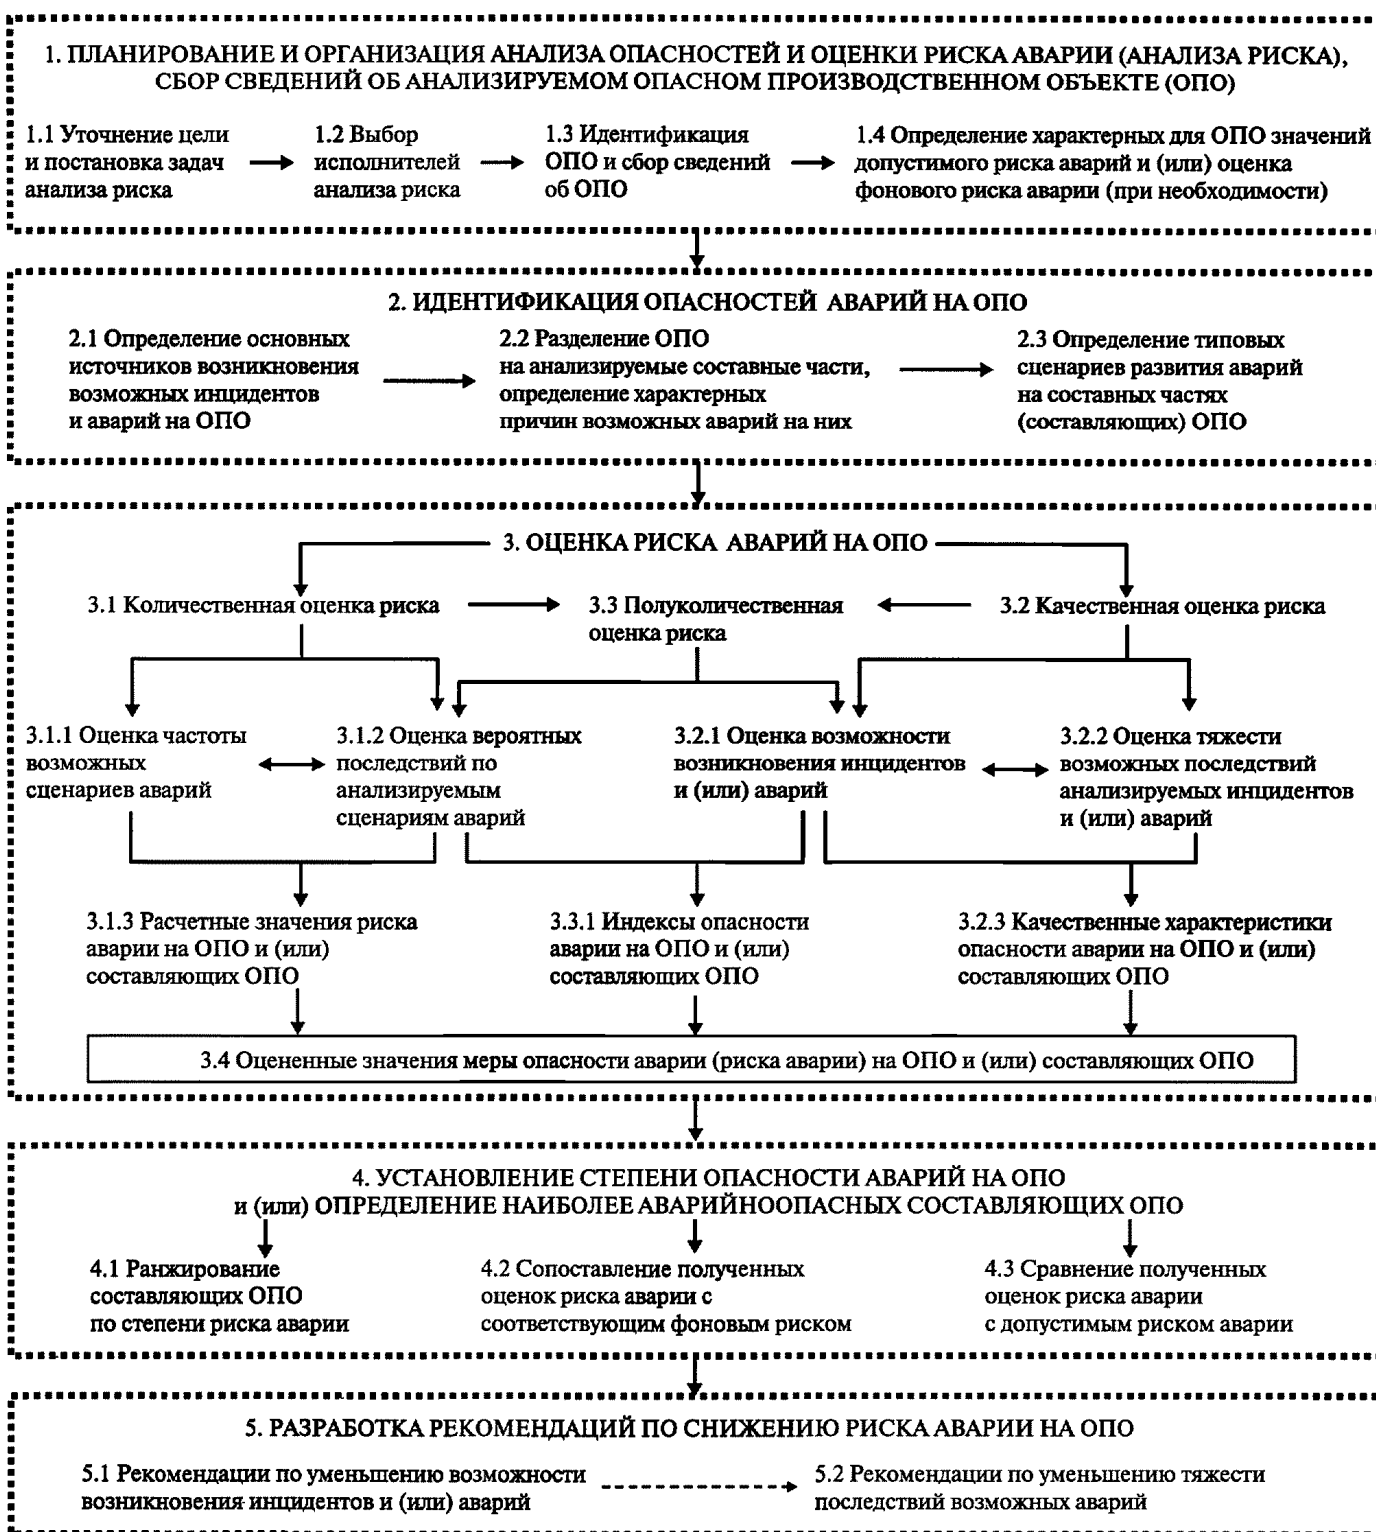 1. ПЛАНИРОВАНИЕ И ОРГАНИЗАЦИЯ АНАЛИЗА ОПАСНОСТЕЙ И ОЦЕНКИ РИСКА АВАРИИ (АНАЛИЗА РИСКА),
СБОР СВЕДЕНИЙ ОБ АНАЛИЗИРУЕМОМ ОПАСНОМ ПРОИЗВОДСТВЕННОМ ОБЪЕКТЕ (ОПО)
1.1 Уточнение цели
и постановка задач
анализа риска
1.2 Выбор
исполнителей
анализа риска
1.3 Идентификация
ОПО и сбор сведений
об ОПО
1.4 Определение характерных для ОПО значений
допустимого риска аварий и (или) оценка
фонового риска аварии (при необходимости)
2. ИДЕНТИФИКАЦИЯ ОПАСНОСТЕЙ АВАРИЙ НА ОПО
2.1 Определение основных
источников возникновения
возможных инцидентов
и аварий на ОПО
2.2 Разделение ОПО
на анализируемые составные части,
определение характерных
причин возможных аварий на них
2.3 Определение типовых
сценариев развития аварий
на составных частях
(составляющих) ОПО
3. ОЦЕНКА РИСКА АВАРИЙ НА ОПО
3.1 Количественная оценка риска
3.3 Полуколичественная
оценка риска
3.2 Качественная оценка риска
3.1.1 Оценка частоты
возможных
сценариев аварий
3.1.2 Оценка вероятных
последствий по
анализируемым
сценариям аварий
3.2.1 Оценка возможности
возникновения инцидентов
и (или) аварий
3.2.2 Оценка тяжести
возможных последствий
анализируемых инцидентов
и (или) аварий
3.1.3 Расчетные значения риска
аварии на ОПО и (или)
составляющих ОПО
3.3.1 Индексы опасности
аварии на ОПО и (или)
составляющих ОПО
3.2.3 Качественные характеристики
опасности аварии на ОПО и (или)
составляющих ОПО
3.4 Оцененные значения меры опасности аварии (риска аварии) на ОПО и (или) составляющих ОПО
4. УСТАНОВЛЕНИЕ СТЕПЕНИ ОПАСНОСТИ АВАРИЙ НА ОПО
и (или) ОПРЕДЕЛЕНИЕ НАИБОЛЕЕ АВАРИЙНООПАСНЫХ СОСТАВЛЯЮЩИХ ОПО
4.1 Ранжирование
составляющих ОПО
по степени риска аварии
4.2 Сопоставление полученных
оценок риска аварии с
соответствующим фоновым риском
4.3 Сравнение полученных
оценок риска аварии
с допустимым риском аварии
5. РАЗРАБОТКА РЕКОМЕНДАЦИЙ ПО СНИЖЕНИЮ РИСКА АВАРИИ НА ОПО
5.1 Рекомендации по уменьшению возможности
возникновения инцидентов и (или) аварий
5.2 Рекомендации по уменьшению тяжести
последствий возможных аварий